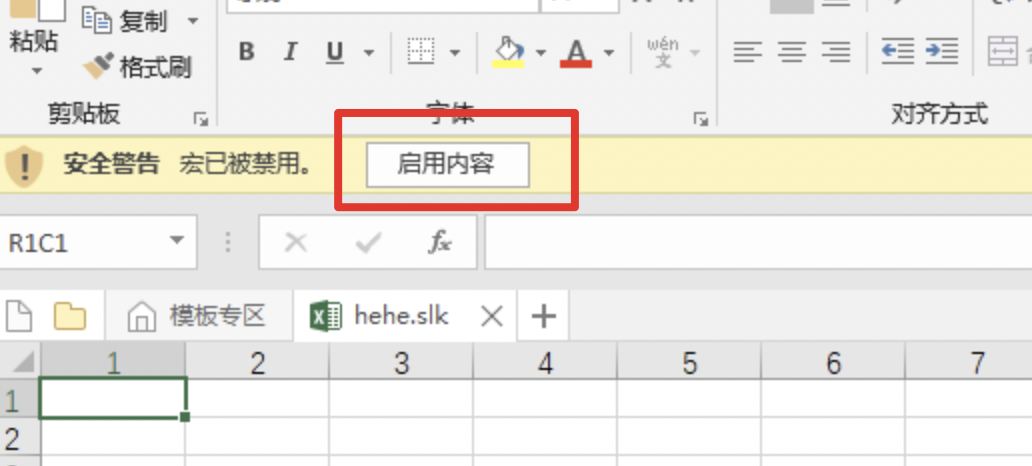 复制
粘贴
格式刷
B I U A wén 文
剪贴板 字体 对齐方式
安全警告 宏已被禁用。 启用内容
R1C1 fx
模板专区 hehe.slk
1 2 3 4 5 6 7
1
2